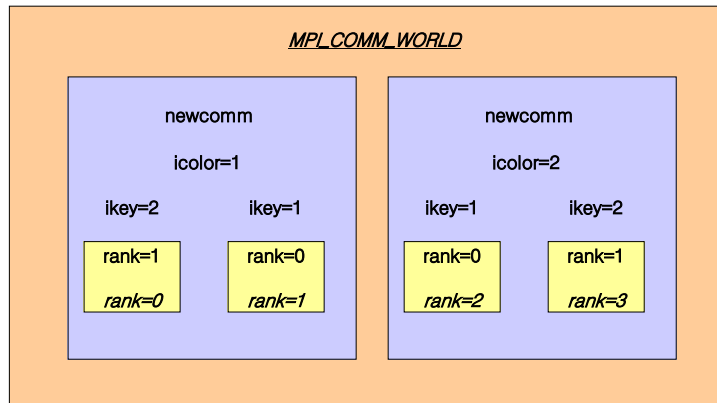 MPI_COMM_WORLD
newcomm newcomm
icolor=1 icolor=2
ikey=2 ikey=1 ikey=1 ikey=2
rank=1 rank=0 rank=0 rank=1
rank=0 rank=1 rank=2 rank=3